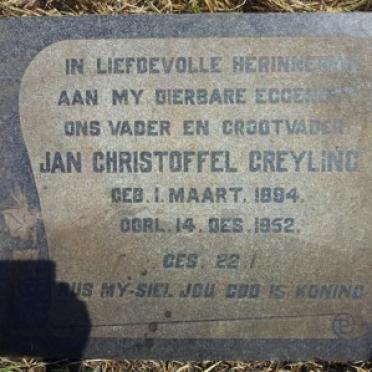 IN LIEFDEVOLLE HERINNERING
AAN MY DIERBARE EGGENOOT
ONS VADER EN GROOTVADER
JAN CHRISTOFFEL GREYLING
GEB. 1. MAART. 1894.
OORL. 14. DES. 1952.
GES. 22.1
RUS MY SIEL JOU GOD IS KONING